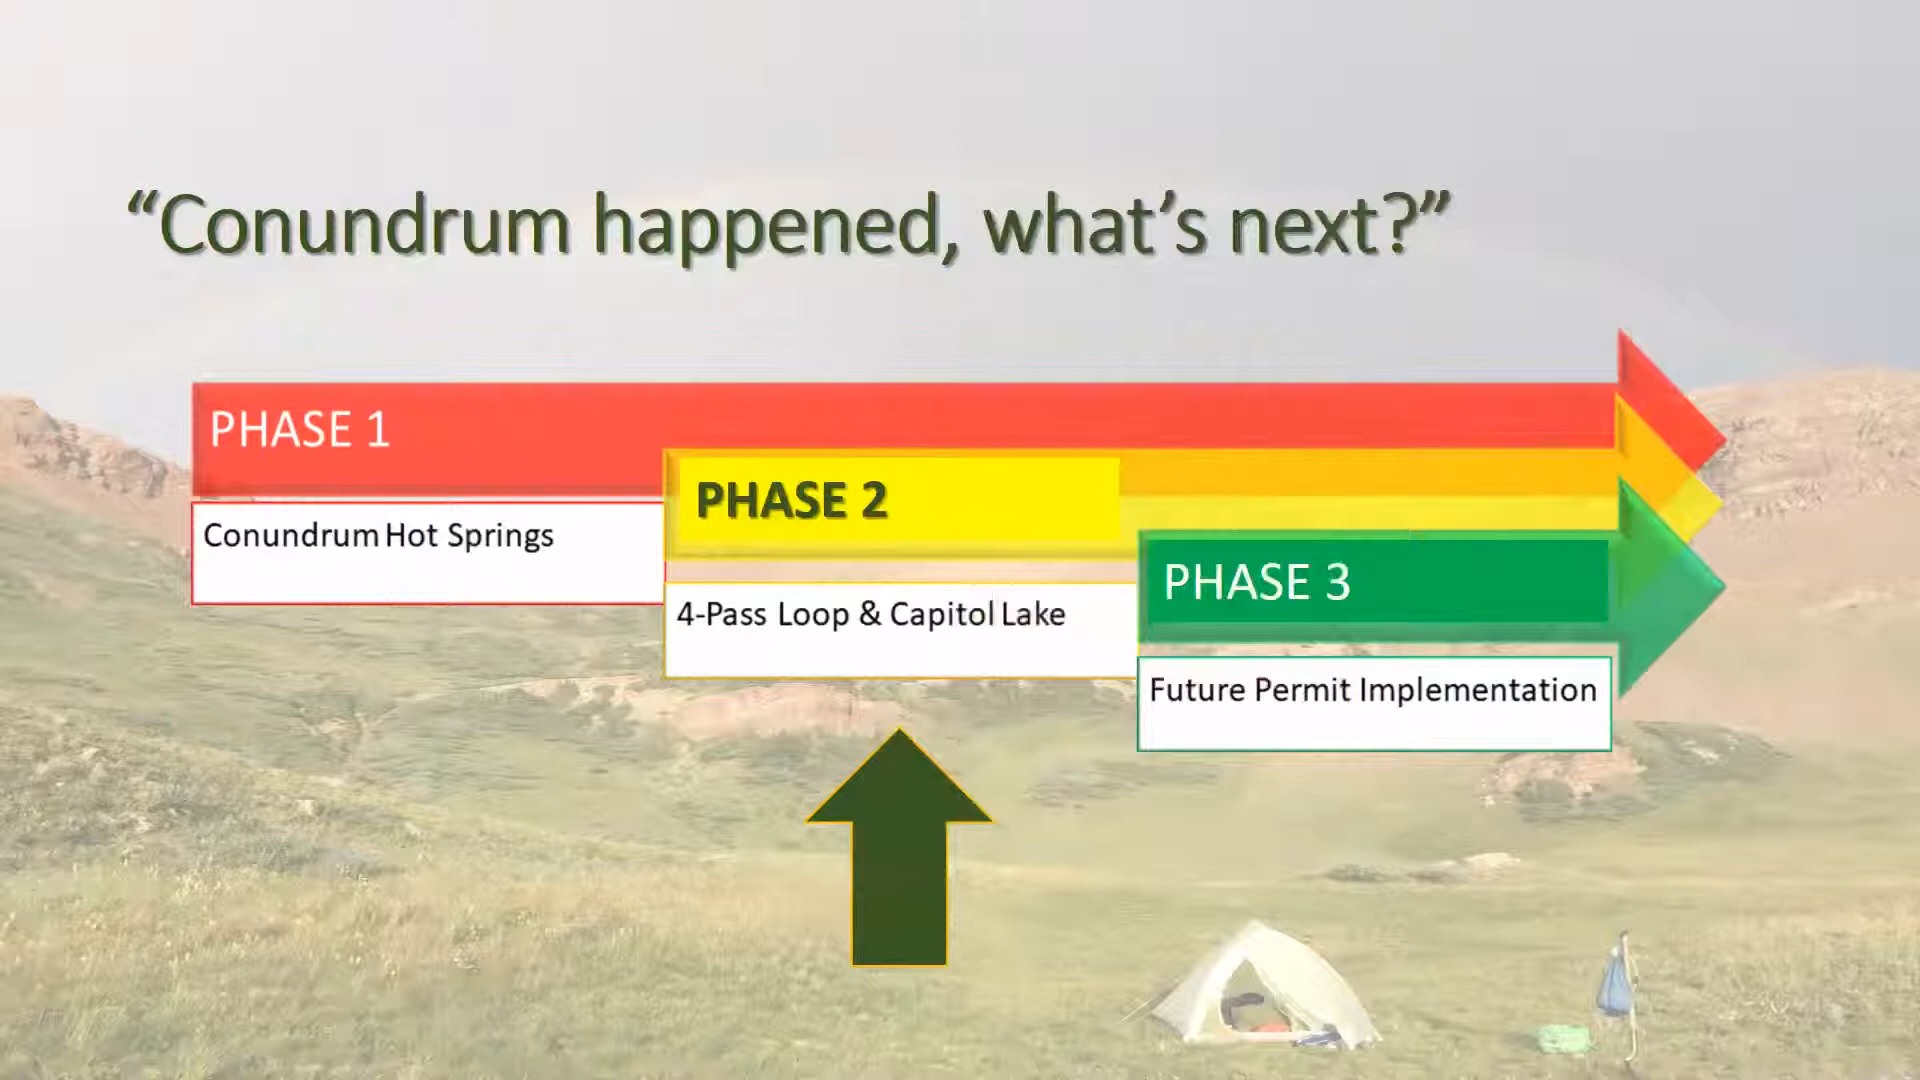 “Conundrum happened, what’s next?”
PHASE 1
Conundrum Hot Springs
PHASE 2
4-Pass Loop & Capitol Lake
PHASE 3
Future Permit Implementation